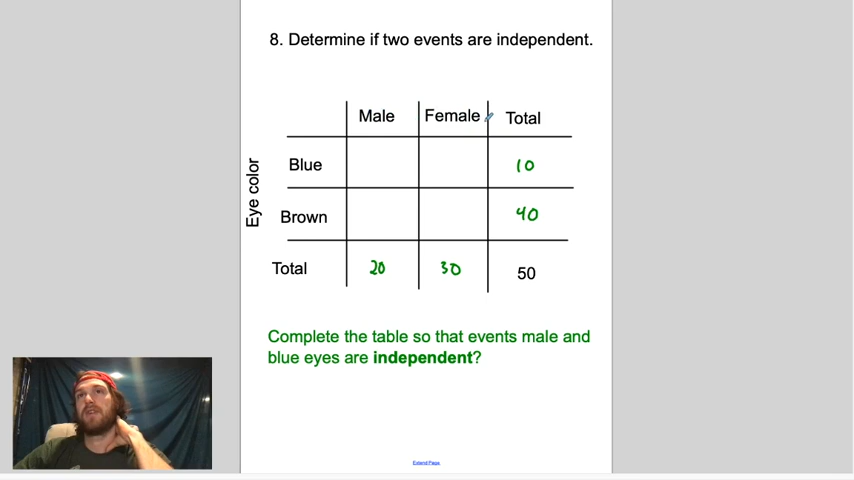 8. Determine if two events are independent.
Male Female Total
Eye color
Blue 10
Brown 40
Total 20 30 50
Complete the table so that events male and
blue eyes are independent?
Extend Page